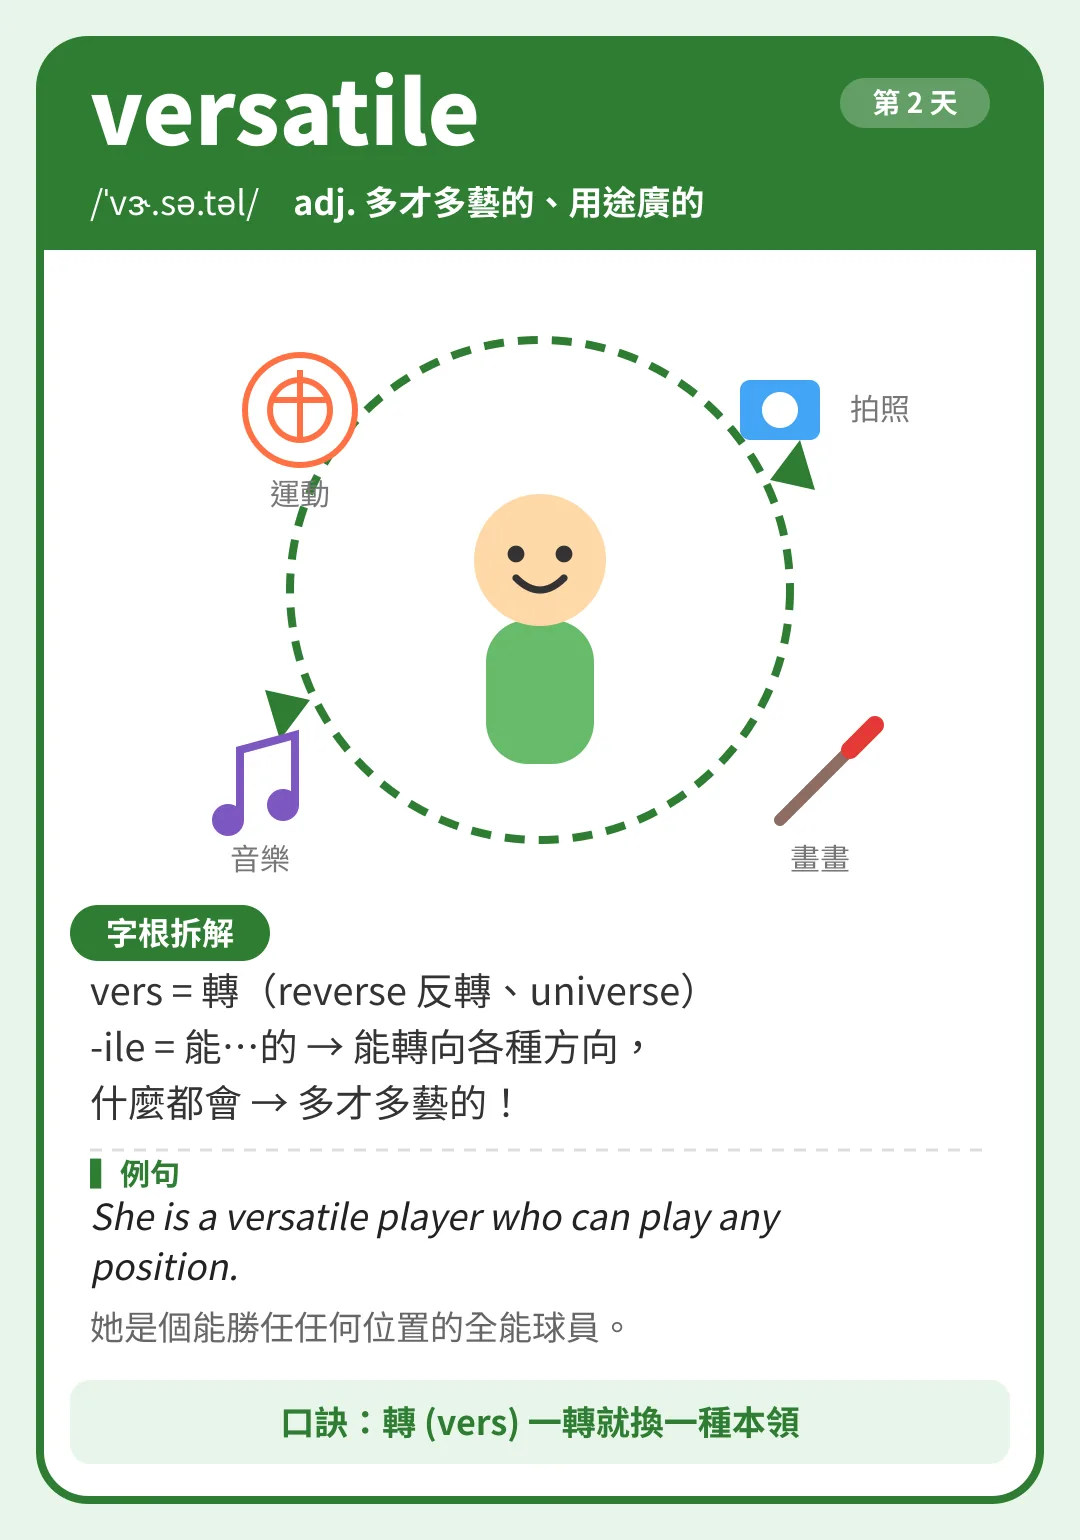 versatile
第 2 天
/ˈvɝ.sə.təl/ adj. 多才多藝的、用途廣的
拍照
運動
音樂
畫畫
字根拆解
vers = 轉（reverse 反轉、universe）
-ile = 能⋯的 → 能轉向各種方向，
什麼都會 → 多才多藝的！
例句
She is a versatile player who can play any
position.
她是個能勝任任何位置的全能球員。
口訣：轉 (vers) 一轉就換一種本領